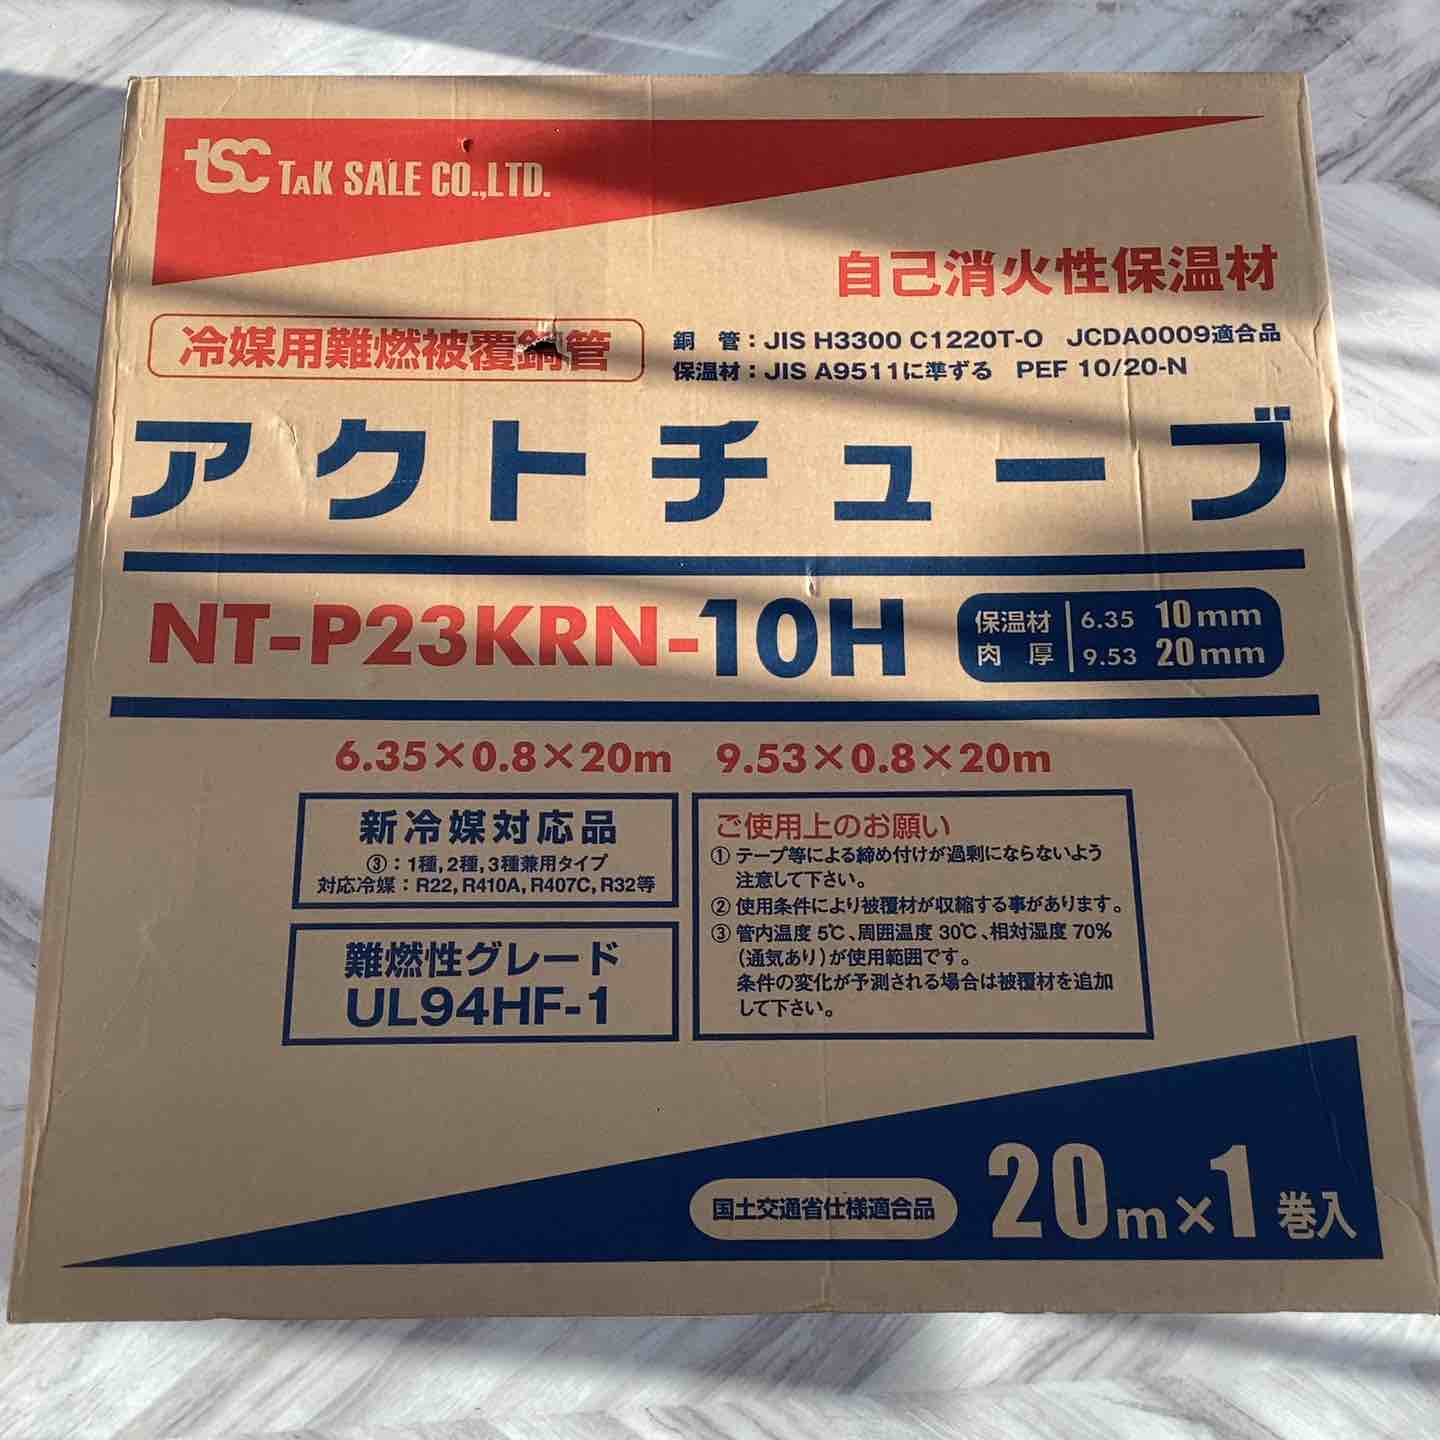 tsc TAK SALE CO.,LTD.
自己消火性保温材
冷媒用難燃被覆銅管
銅 管：JIS H3300 C1220T-O JCDA0009適合品
保温材：JIS A9511に準ずる PEF 10/20-N
アクトチューブ
NT-P23KRN-10H
保温材 6.35 10mm
肉 厚 9.53 20mm
6.35×0.8×20m 9.53×0.8×20m
新冷媒対応品
③：1種,2種,3種兼用タイプ
対応冷媒：R22,R410A,R407C,R32等
難燃性グレード
UL94HF-1
ご使用上のお願い
① テープ等による締め付けが過剰にならないよう
注意して下さい。
② 使用条件により被覆材が収縮する事があります。
③ 管内温度 5℃、周囲温度 30℃、相対湿度 70%
(通気あり)が使用範囲です。
条件の変化が予測される場合は被覆材を追加
して下さい。
国土交通省仕様適合品
20m×1巻入